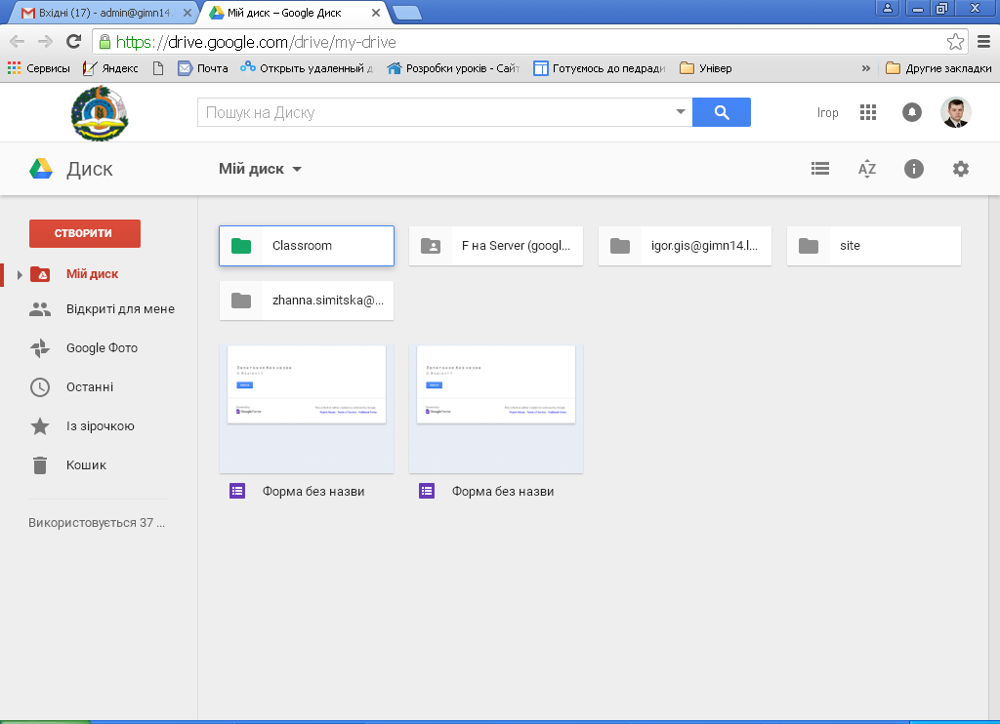 Вхідні (17) - admin@gimn14.
Мій диск – Google Диск
https://drive.google.com/drive/my-drive
Сервисы
Яндекс
Почта
Открыть удаленный д
Розробки уроків - Сайт
Готуємось до педради
Універ
»
Другие закладки
Пошук на Диску
Ігор
Диск
Мій диск
AZ
СТВОРИТИ
Мій диск
Відкриті для мене
Google Фото
Останні
Із зірочкою
Кошик
Використовується 37 ...
Classroom
F на Server (googl...
igor.gis@gimn14.l...
site
zhanna.simitska@...
Форма без назви
Форма без назви